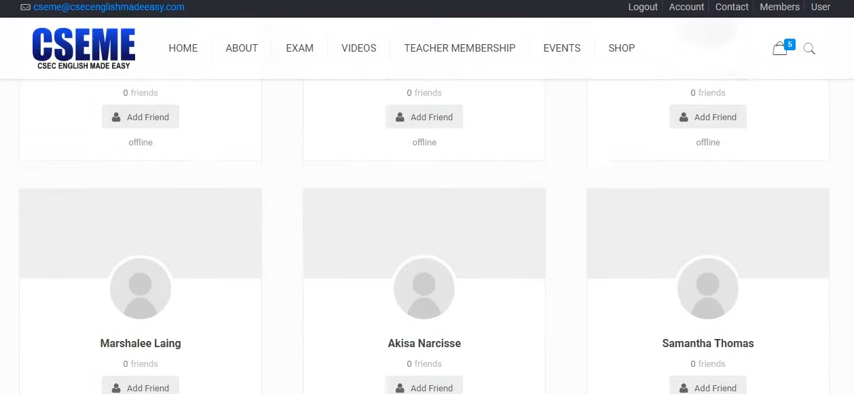 cseme@csecenglishmadeeasy.com
Logout Account Contact Members User
CSEME
CSEC ENGLISH MADE EASY
HOME ABOUT EXAM VIDEOS TEACHER MEMBERSHIP EVENTS SHOP
5
0 friends 0 friends 0 friends
Add Friend Add Friend Add Friend
offline offline offline
Marshalee Laing Akisa Narcisse Samantha Thomas
0 friends 0 friends 0 friends
Add Friend Add Friend Add Friend